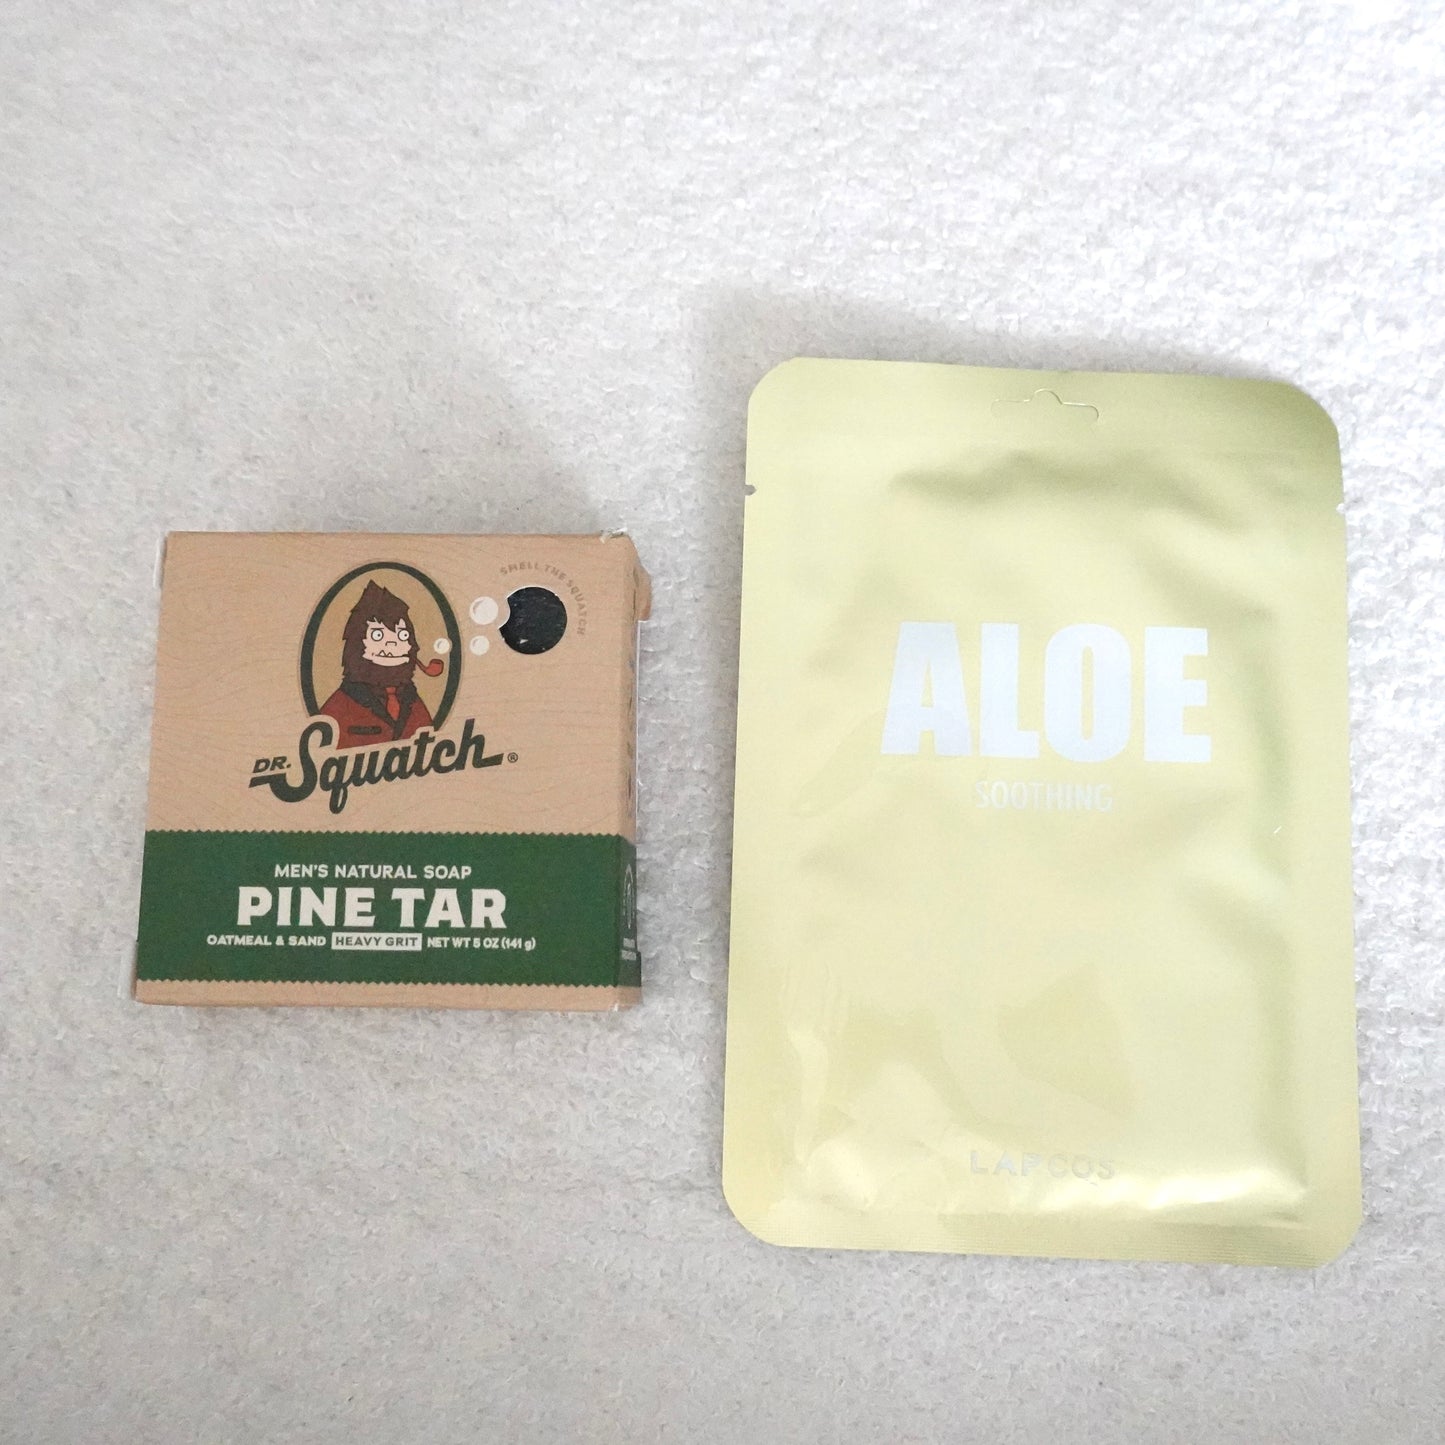 SMELL THE SQUATCH
DR. Squatch®
MEN'S NATURAL SOAP
PINE TAR
OATMEAL & SAND HEAVY GRIT NET WT 5 OZ (141 g)
ALOE
SOOTHING
LAPCOS